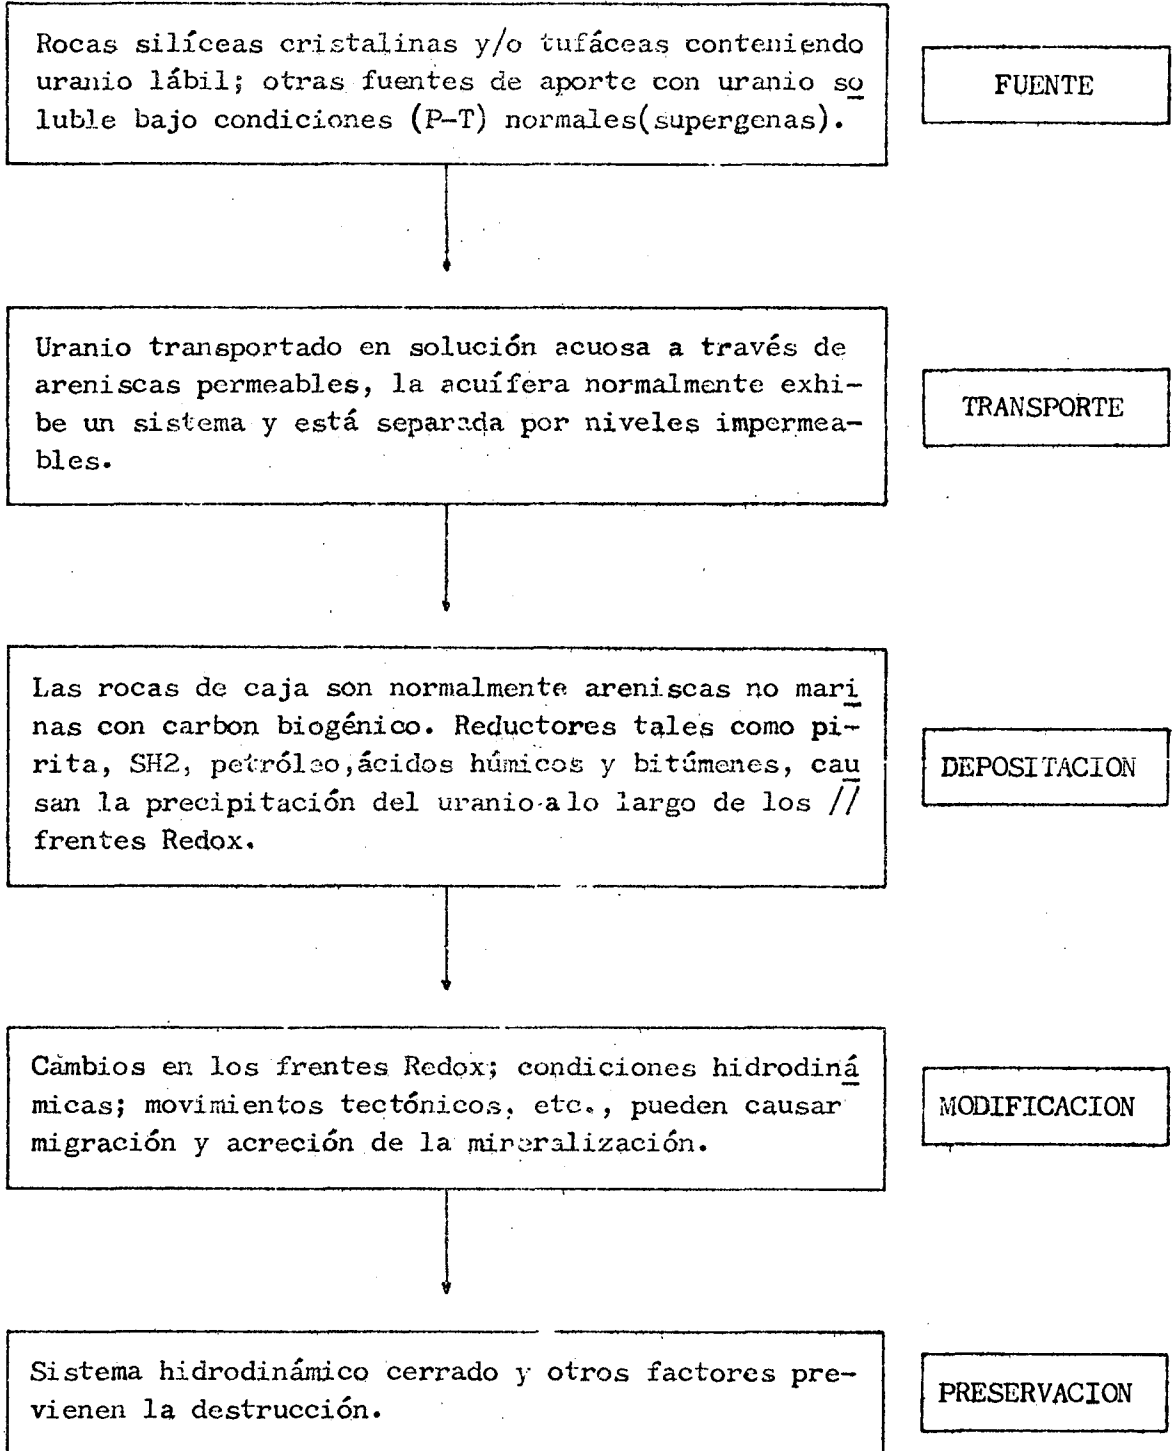 Rocas silíceas cristalinas y/o tufáceas conteniendo
uranio lábil; otras fuentes de aporte con uranio so
luble bajo condiciones (P-T) normales(supergenas).
FUENTE
Uranio transportado en solución acuosa a través de
areniscas permeables, la acuífera normalmente exhi-
be un sistema y está separada por niveles impermea-
bles.
TRANSPORTE
Las rocas de caja son normalmente areniscas no mari
nas con carbon biogénico. Reductores tales como pi-
rita, SH2, petróleo,ácidos húmicos y bitúmenes, cau
san la precipitación del uranio a lo largo de los //
frentes Redox.
DEPOSITACION
Cambios en los frentes Redox; condiciones hidrodiná
micas; movimientos tectónicos, etc., pueden causar
migración y acreción de la mineralización.
MODIFICACION
Sistema hidrodinámico cerrado y otros factores pre-
vienen la destrucción.
PRESERVACION